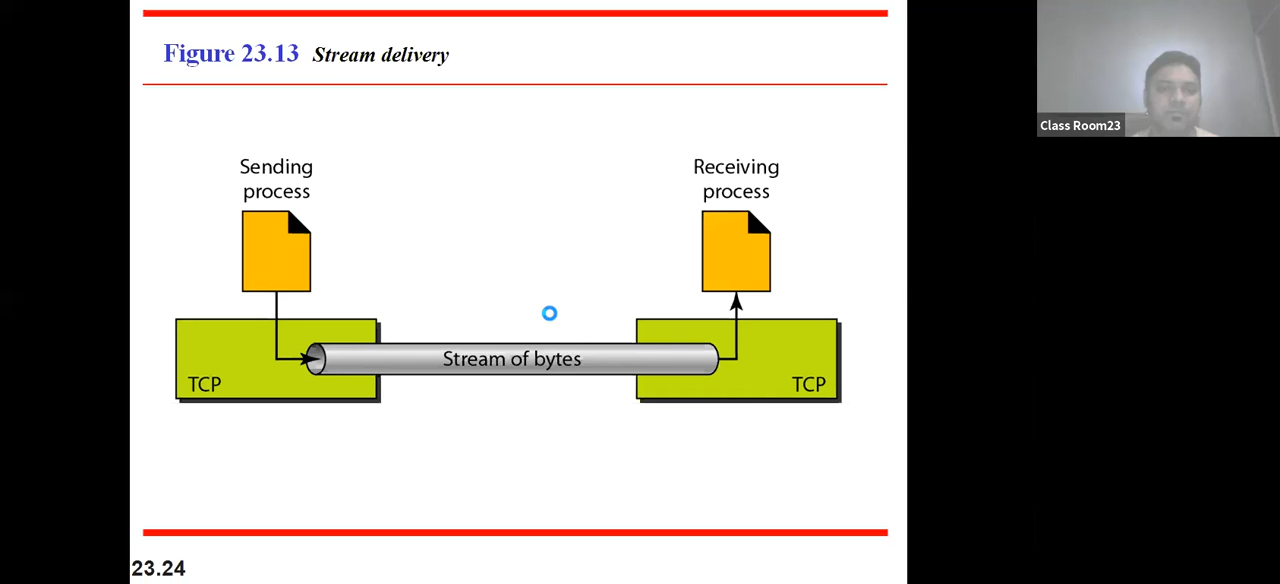 Figure 23.13 Stream delivery
Class Room23
Sending
process
Receiving
process
Stream of bytes
TCP
TCP
23.24